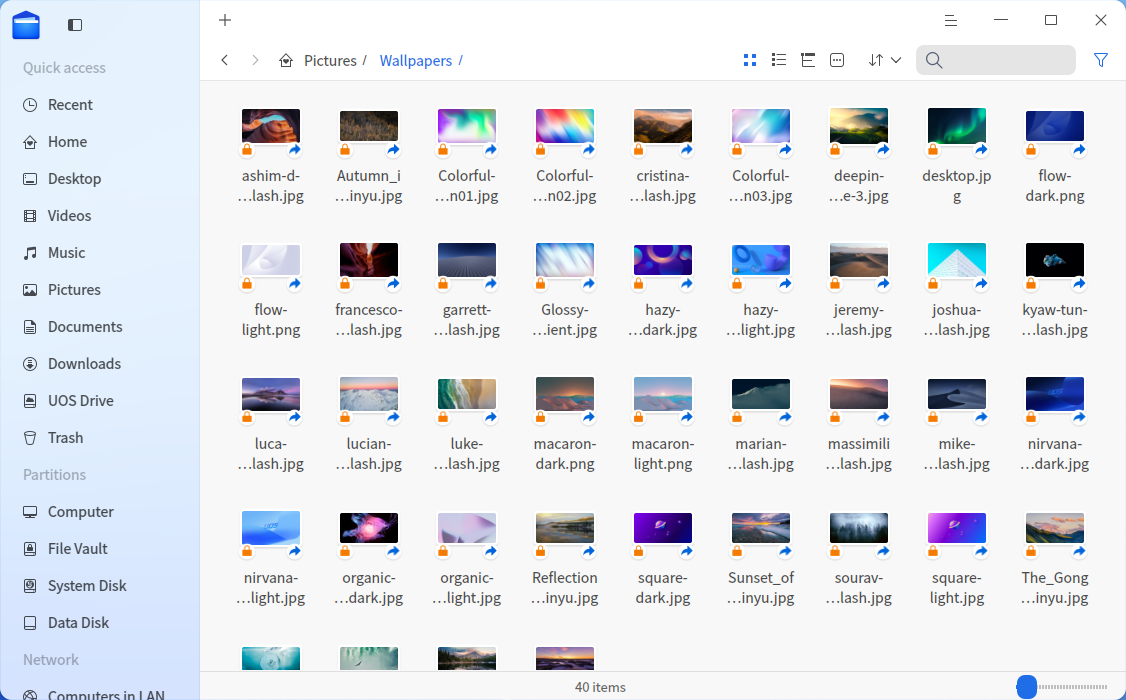 Quick access
Recent
Home
Desktop
Videos
Music
Pictures
Documents
Downloads
UOS Drive
Trash
Partitions
Computer
File Vault
System Disk
Data Disk
Network
Computers in LAN
Pictures / Wallpapers /
ashim-d-
…lash.jpg
Autumn_i
…inyu.jpg
Colorful-
…n01.jpg
Colorful-
…n02.jpg
cristina-
…lash.jpg
Colorful-
…n03.jpg
deepin-
…e-3.jpg
desktop.jp
g
flow-
dark.png
flow-
light.png
francesco-
…lash.jpg
garrett-
…lash.jpg
Glossy-
…ient.jpg
hazy-
…dark.jpg
hazy-
…light.jpg
jeremy-
…lash.jpg
joshua-
…lash.jpg
kyaw-tun-
…lash.jpg
luca-
…lash.jpg
lucian-
…lash.jpg
luke-
…lash.jpg
macaron-
dark.png
macaron-
light.png
marian-
…lash.jpg
massimili
…lash.jpg
mike-
…lash.jpg
nirvana-
…dark.jpg
UOS
nirvana-
…light.jpg
organic-
…dark.jpg
organic-
…light.jpg
Reflection
…inyu.jpg
square-
dark.jpg
Sunset_of
…inyu.jpg
sourav-
…lash.jpg
square-
light.jpg
The_Gong
…inyu.jpg
40 items